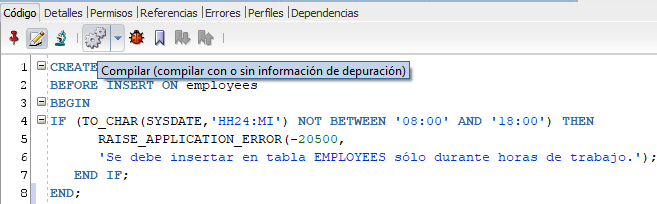 Código Detalles Permisos Referencias Errores Perfiles Dependencias
Compilar (compilar con o sin información de depuración)
1 CREATE
2 BEFORE INSERT ON employees
3 BEGIN
4 IF (TO_CHAR(SYSDATE,'HH24:MI') NOT BETWEEN '08:00' AND '18:00') THEN
5 RAISE_APPLICATION_ERROR(-20500,
6 'Se debe insertar en tabla EMPLOYEES sólo durante horas de trabajo.');
7 END IF;
8 END;